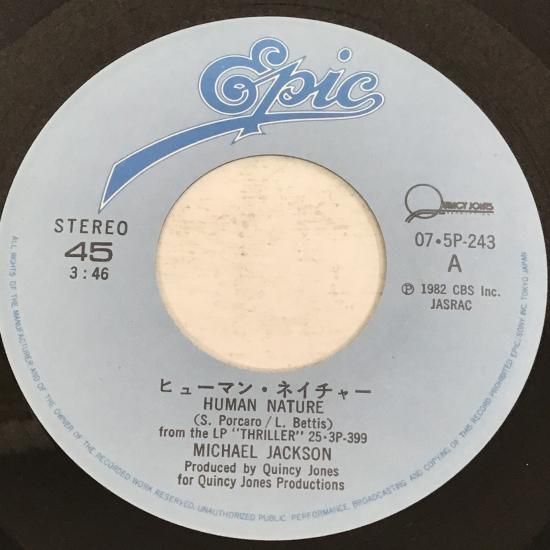 Epic
QUINCY JONES
STEREO
45
3:46
07・5P-243
A
℗ 1982 CBS Inc.
JASRAC
ヒューマン・ネイチャー
HUMAN NATURE
(S. Porcaro/L. Bettis)
from the LP "THRILLER" 25・3P-399
MICHAEL JACKSON
Produced by Quincy Jones
for Quincy Jones Productions
ALL RIGHTS OF THE MANUFACTURER AND OF THE OWNER OF THE RECORDED WORK RESERVED. UNAUTHORIZED PUBLIC PERFORMANCE, BROADCASTING AND COPYING OF THIS RECORD PROHIBITED EPIC/SONY INC. TOKYO JAPAN